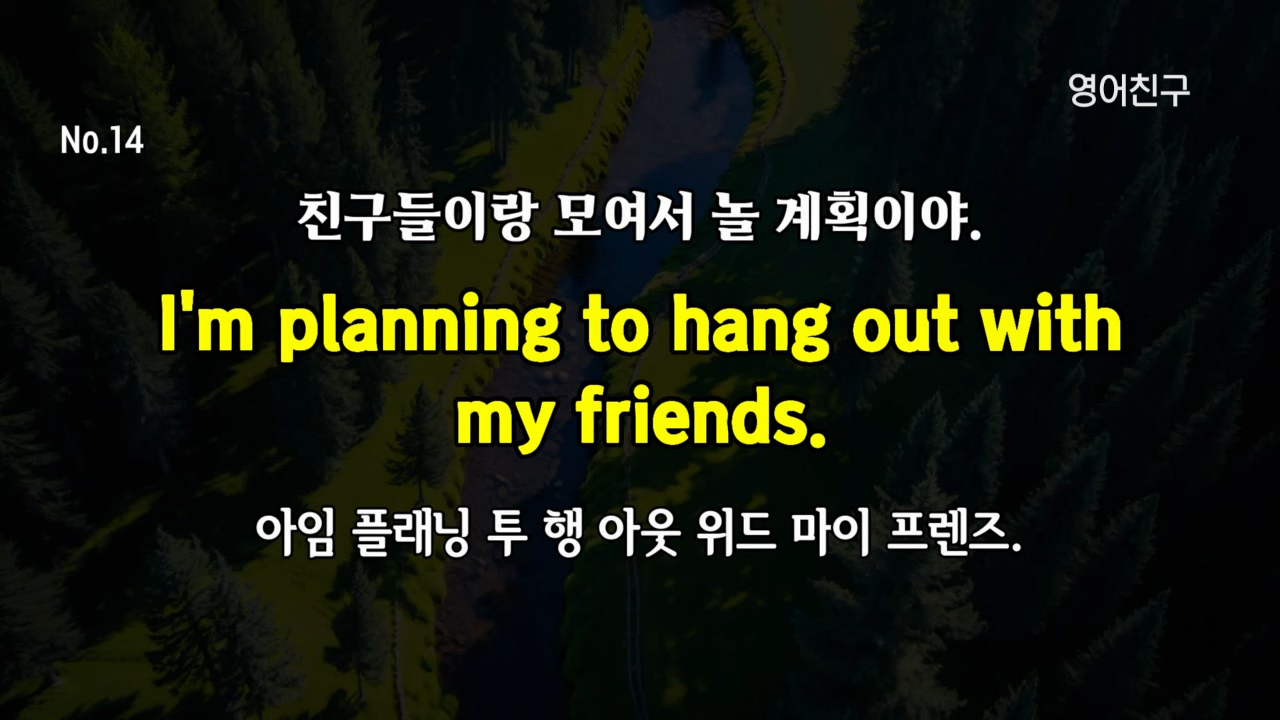 영어친구
No.14
친구들이랑 모여서 놀 계획이야.
I'm planning to hang out with
my friends.
아임 플래닝 투 행 아웃 위드 마이 프렌즈.